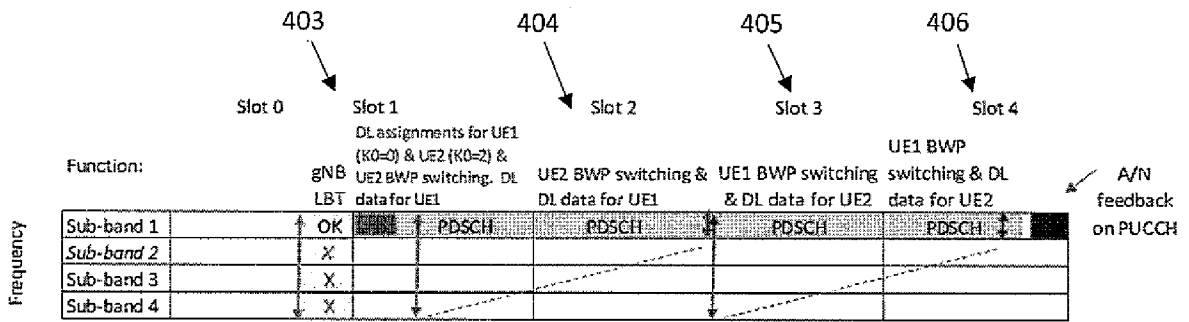 403 404 405 406
Slot 0 Slot 1 Slot 2 Slot 3 Slot 4
Function:
gNB
LBT
DL assignments for UE1
(K0=0) & UE2 (K0=2) &
UE2 BWP switching. DL
data for UE1
UE2 BWP switching &
DL data for UE1
UE1 BWP switching
& DL data for UE2
UE1 BWP
switching & DL
data for UE2
A/N
feedback
on PUCCH
Frequency
Sub-band 1 OK PDSCH PDSCH PDSCH PDSCH
Sub-band 2 X
Sub-band 3 X
Sub-band 4 X